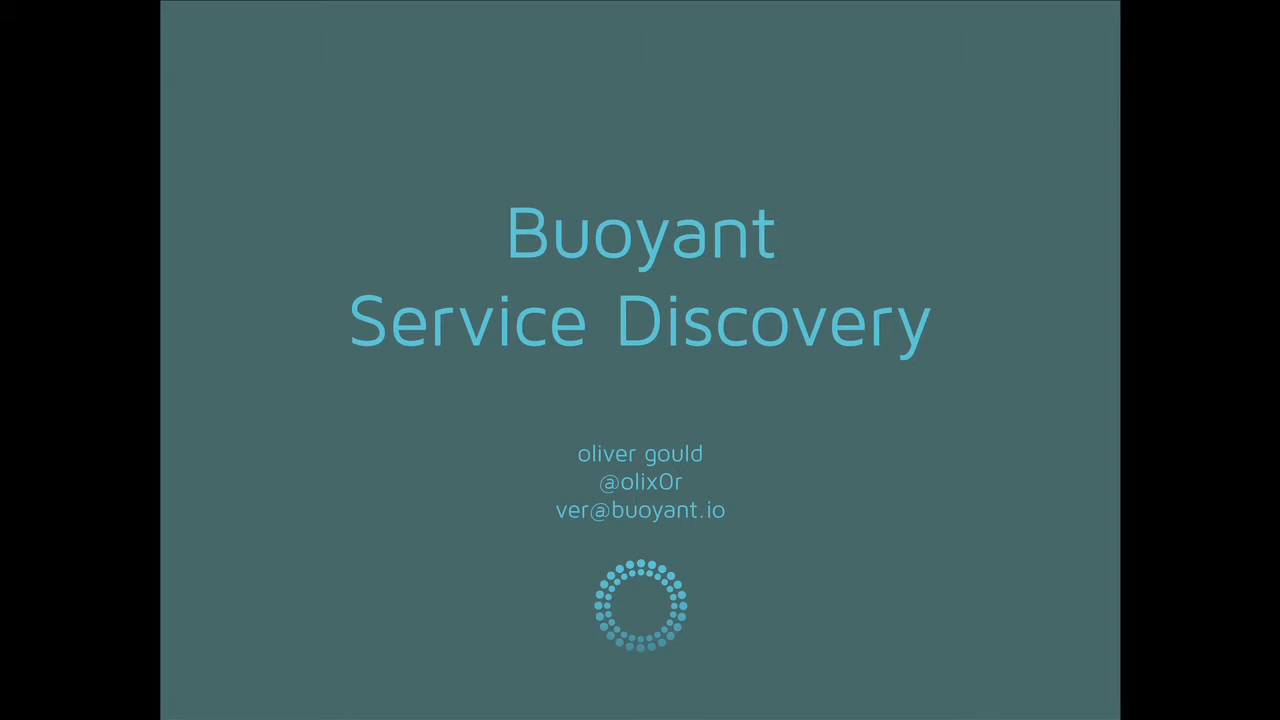 Buoyant
Service Discovery
oliver gould
@olix0r
ver@buoyant.io